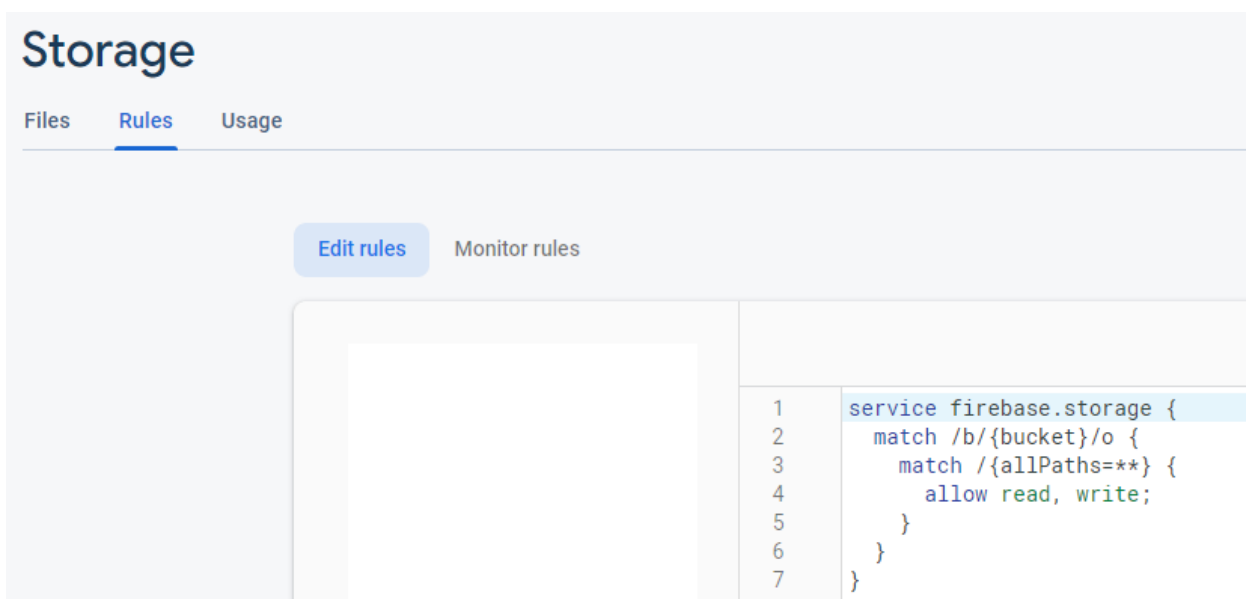 Storage
Files Rules Usage
Edit rules Monitor rules
1 service firebase.storage {
2 match /b/{bucket}/o {
3 match /{allPaths=**} {
4 allow read, write;
5 }
6 }
7 }